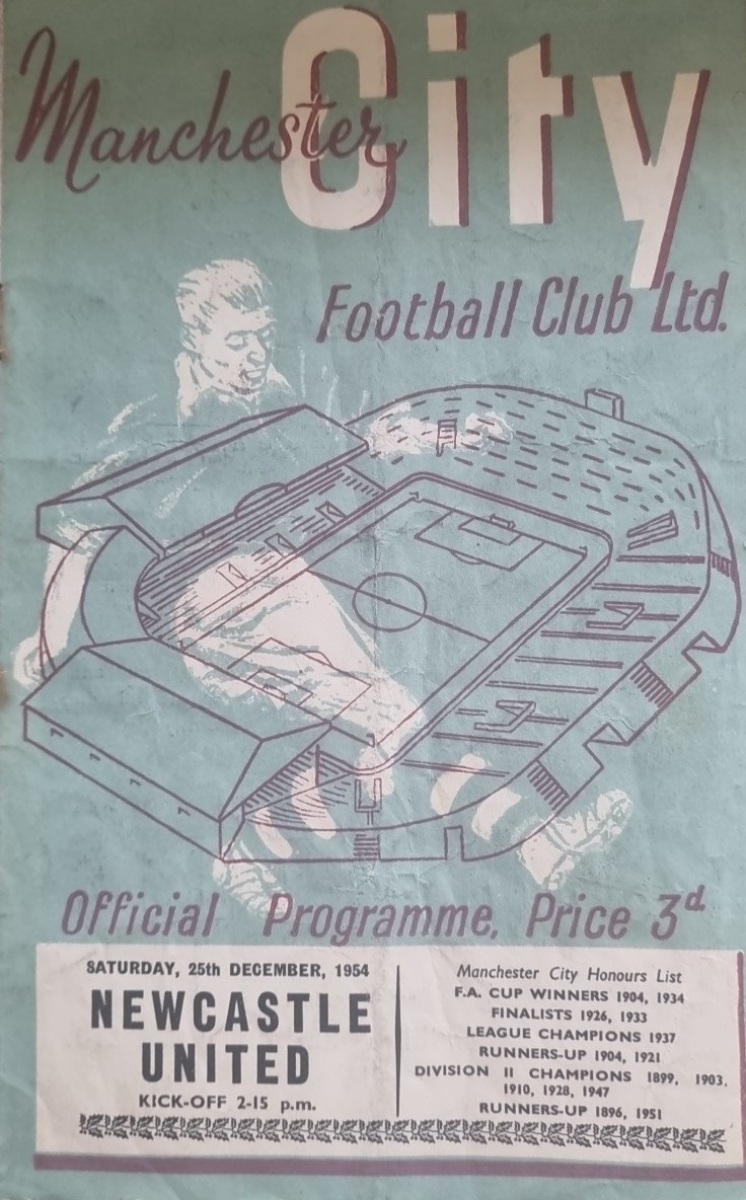 Manchester City
Football Club Ltd.
Official Programme, Price 3d
SATURDAY, 25th DECEMBER, 1954
NEWCASTLE
UNITED
KICK-OFF 2-15 p.m.
Manchester City Honours List
F.A. CUP WINNERS 1904, 1934
FINALISTS 1926, 1933
LEAGUE CHAMPIONS 1937
RUNNERS-UP 1904, 1921
DIVISION II CHAMPIONS 1899, 1903,
1910, 1928, 1947
RUNNERS-UP 1896, 1951